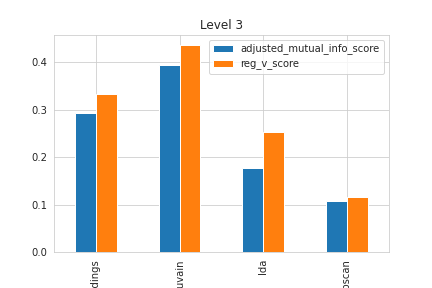 Level 3
adjusted_mutual_info_score
reg_v_score
0.4
0.3
0.2
0.1
0.0
dings
uvain
lda
oscan